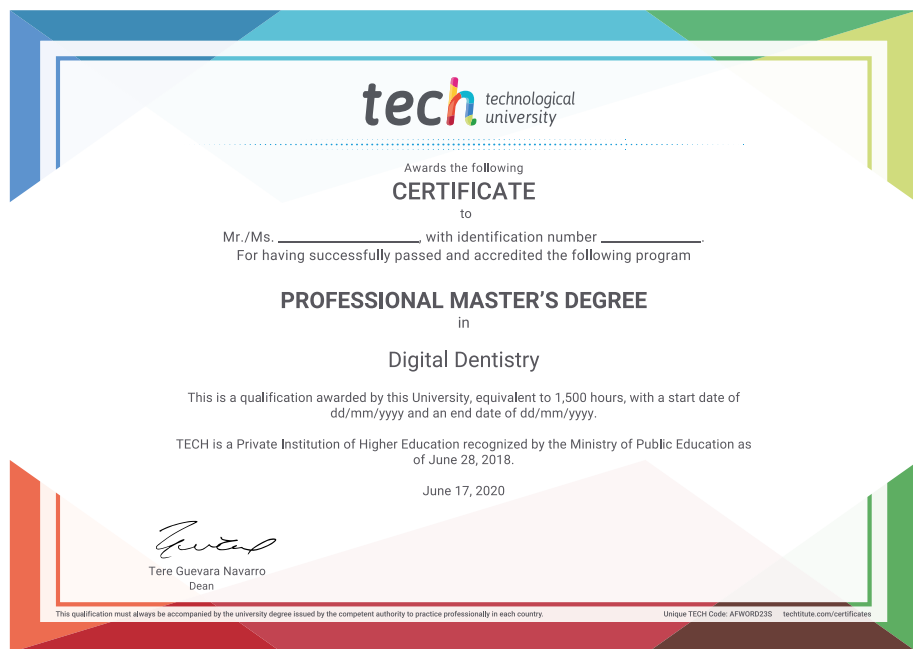 tech technological
university
Awards the following
CERTIFICATE
to
Mr./Ms. ____________________, with identification number ______________.
For having successfully passed and accredited the following program
PROFESSIONAL MASTER'S DEGREE
in
Digital Dentistry
This is a qualification awarded by this University, equivalent to 1,500 hours, with a start date of
dd/mm/yyyy and an end date of dd/mm/yyyy.
TECH is a Private Institution of Higher Education recognized by the Ministry of Public Education as
of June 28, 2018.
June 17, 2020
Tere Guevara Navarro
Dean
This qualification must always be accompanied by the university degree issued by the competent authority to practice professionally in each country.
Unique TECH Code: AFWORD23S techtitute.com/certificates